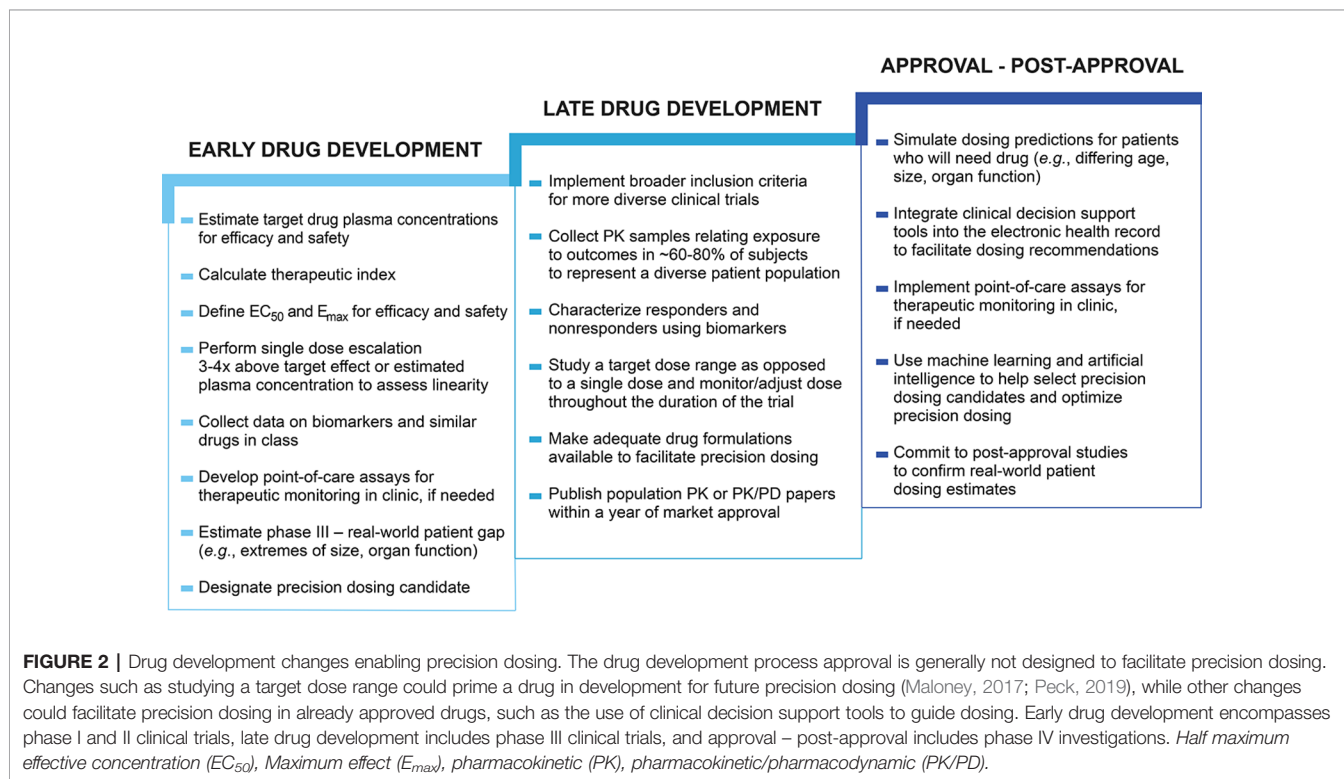 EARLY DRUG DEVELOPMENT
Estimate target drug plasma concentrations
for efficacy and safety
Calculate therapeutic index
Define EC50 and Emax for efficacy and safety
Perform single dose escalation
3-4x above target effect or estimated
plasma concentration to assess linearity
Collect data on biomarkers and similar
drugs in class
Develop point-of-care assays for
therapeutic monitoring in clinic, if needed
Estimate phase III – real-world patient gap
(e.g., extremes of size, organ function)
Designate precision dosing candidate
LATE DRUG DEVELOPMENT
Implement broader inclusion criteria
for more diverse clinical trials
Collect PK samples relating exposure
to outcomes in ~60-80% of subjects
to represent a diverse patient population
Characterize responders and
nonresponders using biomarkers
Study a target dose range as opposed
to a single dose and monitor/adjust dose
throughout the duration of the trial
Make adequate drug formulations
available to facilitate precision dosing
Publish population PK or PK/PD papers
within a year of market approval
APPROVAL - POST-APPROVAL
Simulate dosing predictions for patients
who will need drug (e.g., differing age,
size, organ function)
Integrate clinical decision support
tools into the electronic health record
to facilitate dosing recommendations
Implement point-of-care assays for
therapeutic monitoring in clinic,
if needed
Use machine learning and artificial
intelligence to help select precision
dosing candidates and optimize
precision dosing
Commit to post-approval studies
to confirm real-world patient
dosing estimates
FIGURE 2 | Drug development changes enabling precision dosing. The drug development process approval is generally not designed to facilitate precision dosing.
Changes such as studying a target dose range could prime a drug in development for future precision dosing (Maloney, 2017; Peck, 2019), while other changes
could facilitate precision dosing in already approved drugs, such as the use of clinical decision support tools to guide dosing. Early drug development encompasses
phase I and II clinical trials, late drug development includes phase III clinical trials, and approval – post-approval includes phase IV investigations. Half maximum
effective concentration (EC50), Maximum effect (Emax), pharmacokinetic (PK), pharmacokinetic/pharmacodynamic (PK/PD).